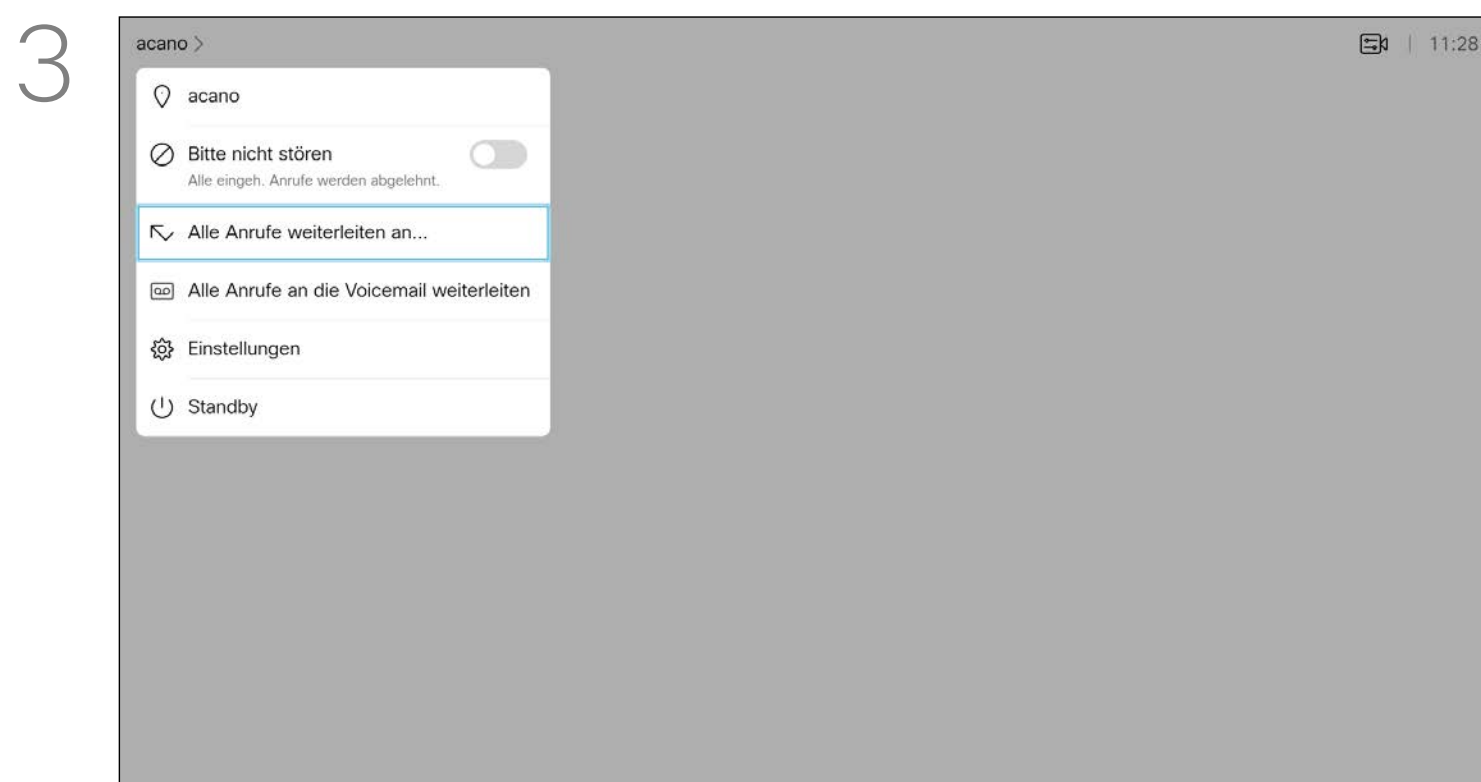 3
acano >
11:28
acano
Bitte nicht stören
Alle eingeh. Anrufe werden abgelehnt.
Alle Anrufe weiterleiten an...
Alle Anrufe an die Voicemail weiterleiten
Einstellungen
Standby